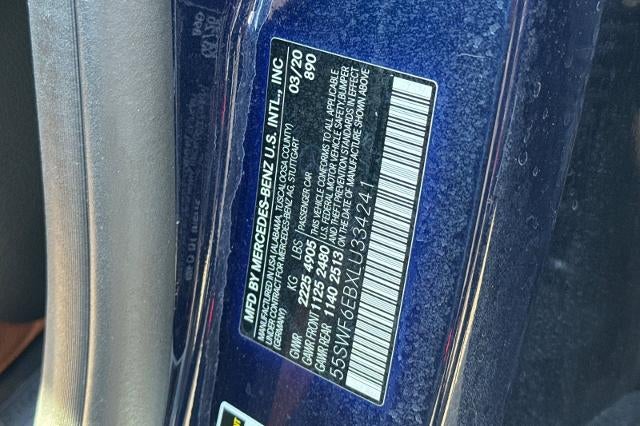 MFD BY MERCEDES-BENZ U.S. INTL., INC 03/20
MANUFACTURED IN USA (ALABAMA, TUSCALOOSA COUNTY) 890
UNDER CONTRACT FOR MERCEDES-BENZ AG, STUTTGART
GERMANY)
KG LBS PASSENGER CAR
GVWR 2225 4905 THIS VEHICLE CONFORMS TO ALL APPLICABLE
GAWR FRONT 1125 2480 U.S. FEDERAL MOTOR VEHICLE SAFETY, BUMPER
GAWR REAR 1140 2513 AND THEFT PREVENTION STANDARDS IN EFFECT
ON THE DATE OF MANUFACTURE SHOWN ABOVE
55SWF6EBXLU334241